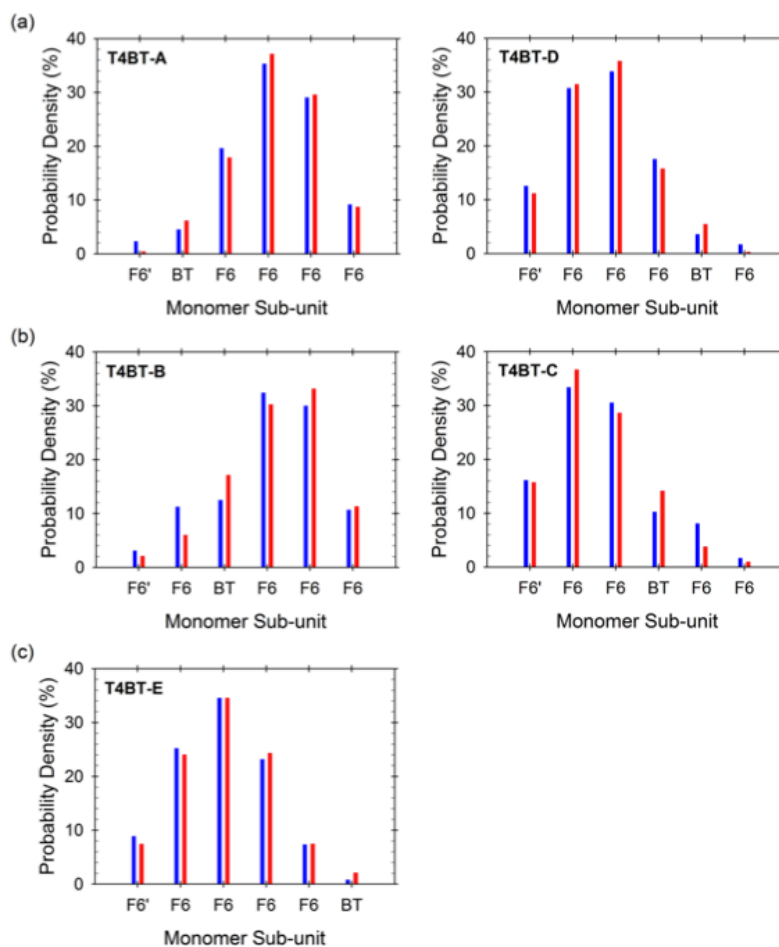 (a)
T4BT-A
Probability Density (%)
40
30
20
10
0
F6' BT F6 F6 F6 F6
Monomer Sub-unit
T4BT-D
Probability Density (%)
40
30
20
10
0
F6' F6 F6 F6 BT F6
Monomer Sub-unit
(b)
T4BT-B
Probability Density (%)
40
30
20
10
0
F6' F6 BT F6 F6 F6
Monomer Sub-unit
T4BT-C
Probability Density (%)
40
30
20
10
0
F6' F6 F6 BT F6 F6
Monomer Sub-unit
(c)
T4BT-E
Probability Density (%)
40
30
20
10
0
F6' F6 F6 F6 F6 BT
Monomer Sub-unit